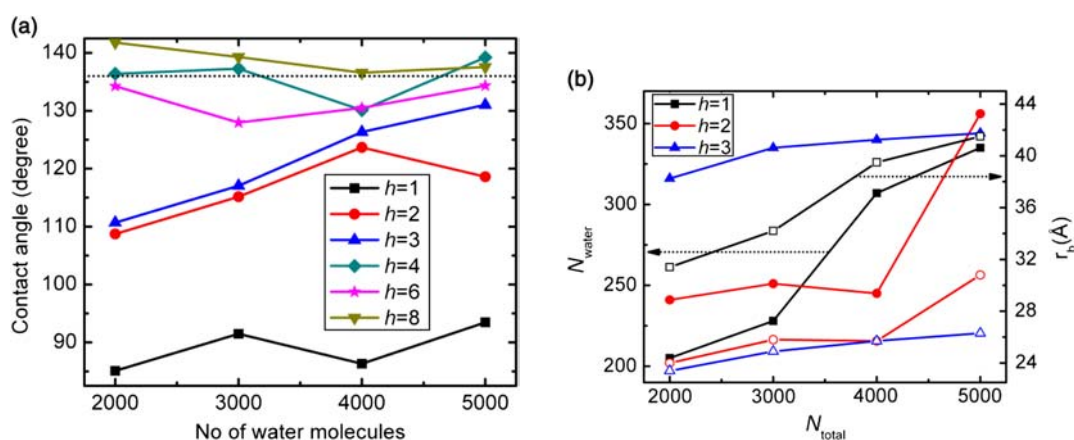 (a)
140
130
120
110
90
Contact angle (degree)
h=1
h=2
h=3
h=4
h=6
h=8
2000 3000 4000 5000
No of water molecules
(b)
350
300
250
200
N_water
h=1
h=2
h=3
44
40
36
32
28
24
r_b(Å)
2000 3000 4000 5000
N_total